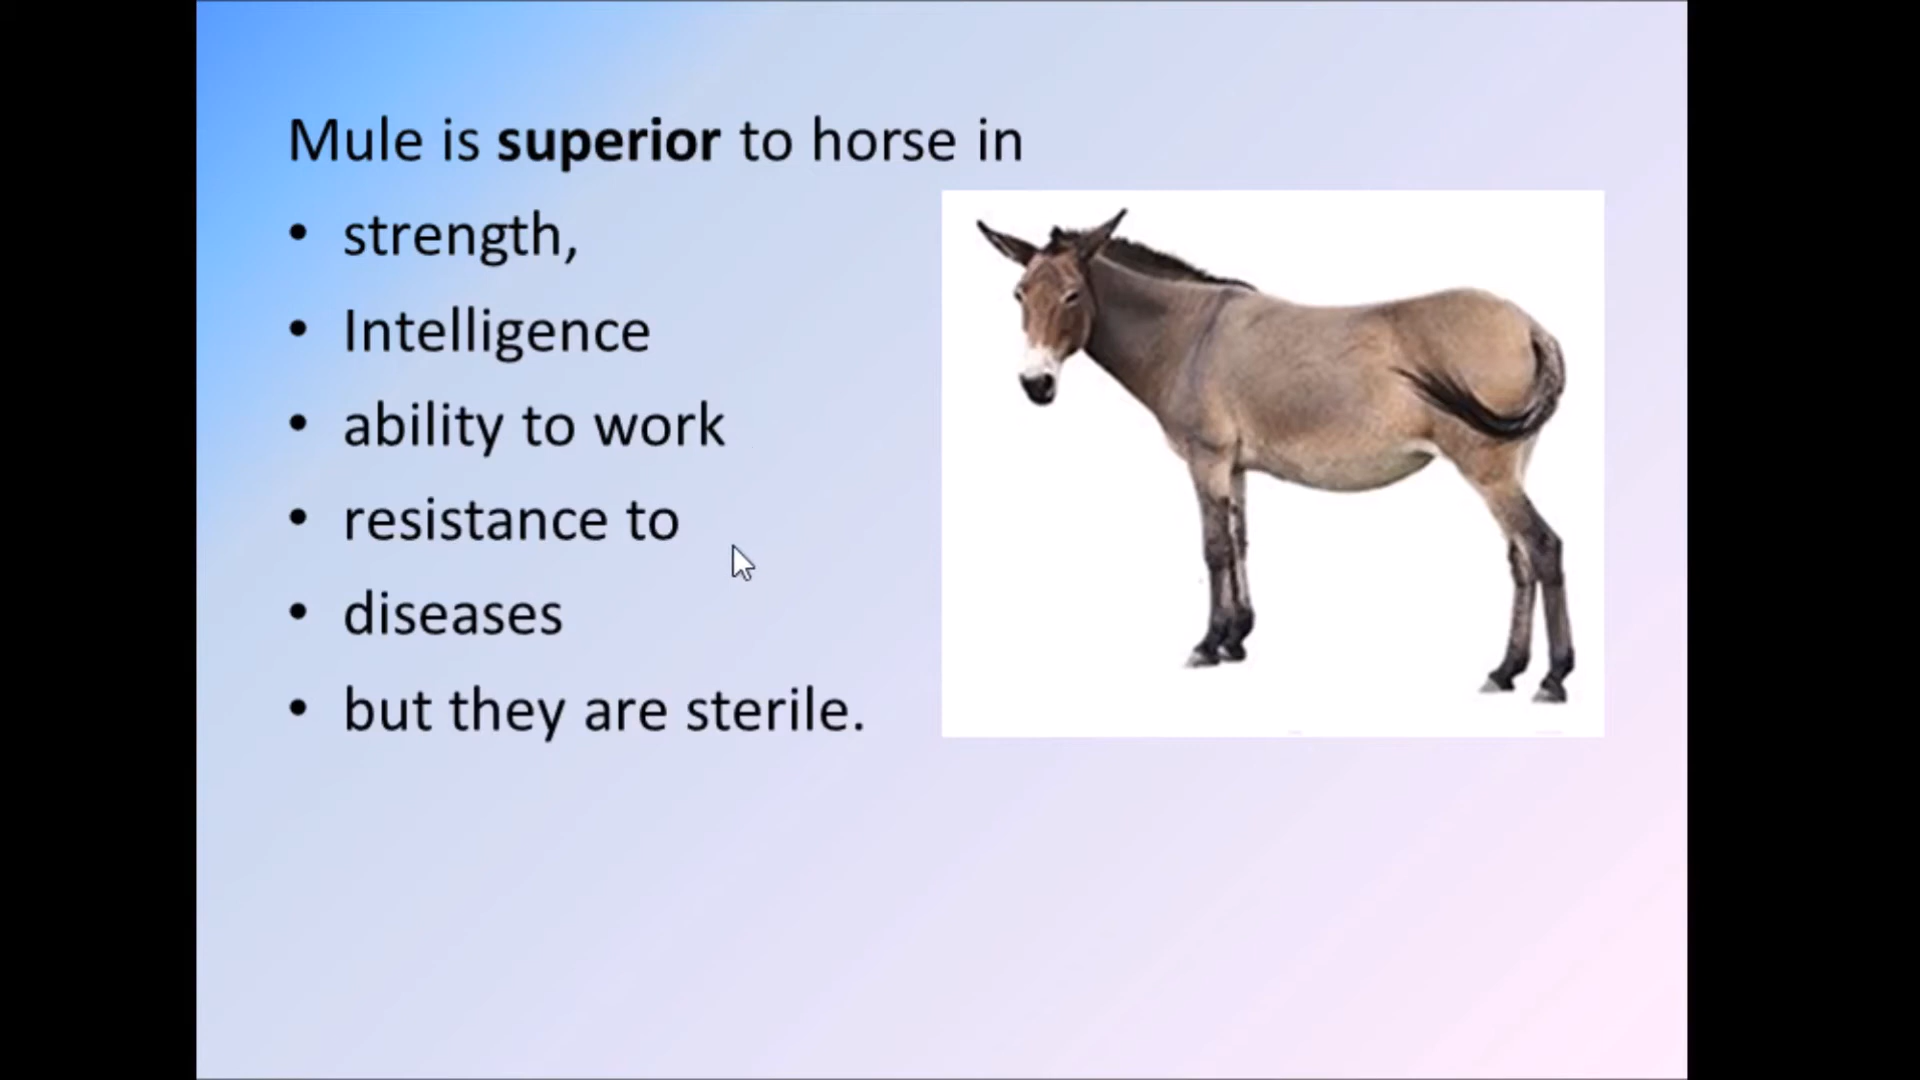 Mule is superior to horse in
• strength,
• Intelligence
• ability to work
• resistance to
• diseases
• but they are sterile.